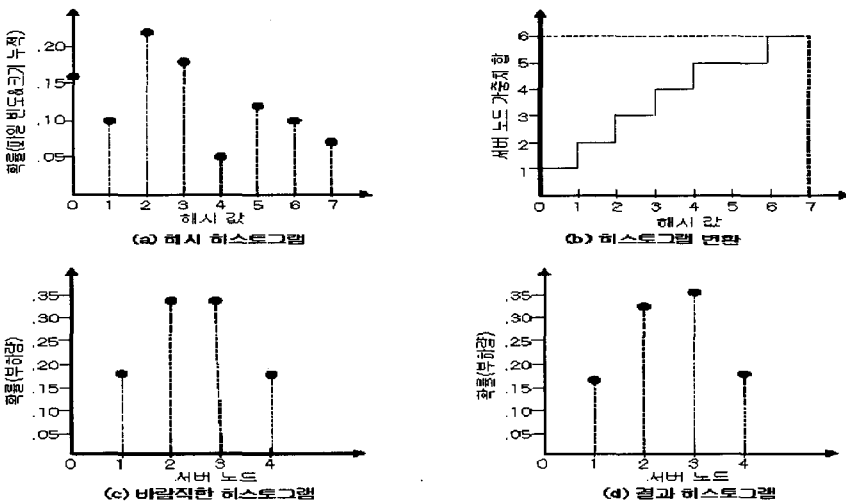 확률(파일 빈도&크기 누적)
.20
.15
.10
.05
0 1 2 3 4 5 6 7
해시 값
(a) 해시 히스토그램
서버 노드 가중치 합
6
5
4
3
2
1
0 1 2 3 4 5 6 7
해시 값
(b) 히스토그램 변환
확률(부하량)
.35
.30
.20
.15
.10
.05
0 1 2 3 4
서버 노드
(c) 바람직한 히스토그램
확률(부하량)
.35
.30
.20
.15
.10
.05
0 1 2 3 4
서버 노드
(d) 결과 히스토그램